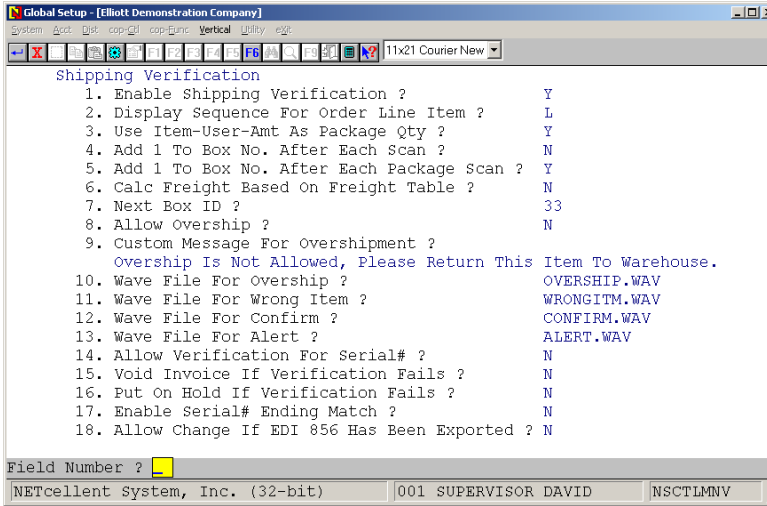 Global Setup - [Elliott Demonstration Company]
System Acct Dist cop-Ctl cop-Func Vertical Utility eXit
X F1 F2 F3 F4 F5 F6 F9 11x21 Courier New
Shipping Verification
1. Enable Shipping Verification ? Y
2. Display Sequence For Order Line Item ? L
3. Use Item-User-Amt As Package Qty ? Y
4. Add 1 To Box No. After Each Scan ? N
5. Add 1 To Box No. After Each Package Scan ? Y
6. Calc Freight Based On Freight Table ? N
7. Next Box ID ? 33
8. Allow Overship ? N
9. Custom Message For Overshipment ?
Overship Is Not Allowed, Please Return This Item To Warehouse.
10. Wave File For Overship ? OVERSHIP.WAV
11. Wave File For Wrong Item ? WRONGITM.WAV
12. Wave File For Confirm ? CONFIRM.WAV
13. Wave File For Alert ? ALERT.WAV
14. Allow Verification For Serial# ? N
15. Void Invoice If Verification Fails ? N
16. Put On Hold If Verification Fails ? N
17. Enable Serial# Ending Match ? N
18. Allow Change If EDI 856 Has Been Exported ? N
Field Number ? _
NETcellent System, Inc. (32-bit) 001 SUPERVISOR DAVID NSCTLMNV